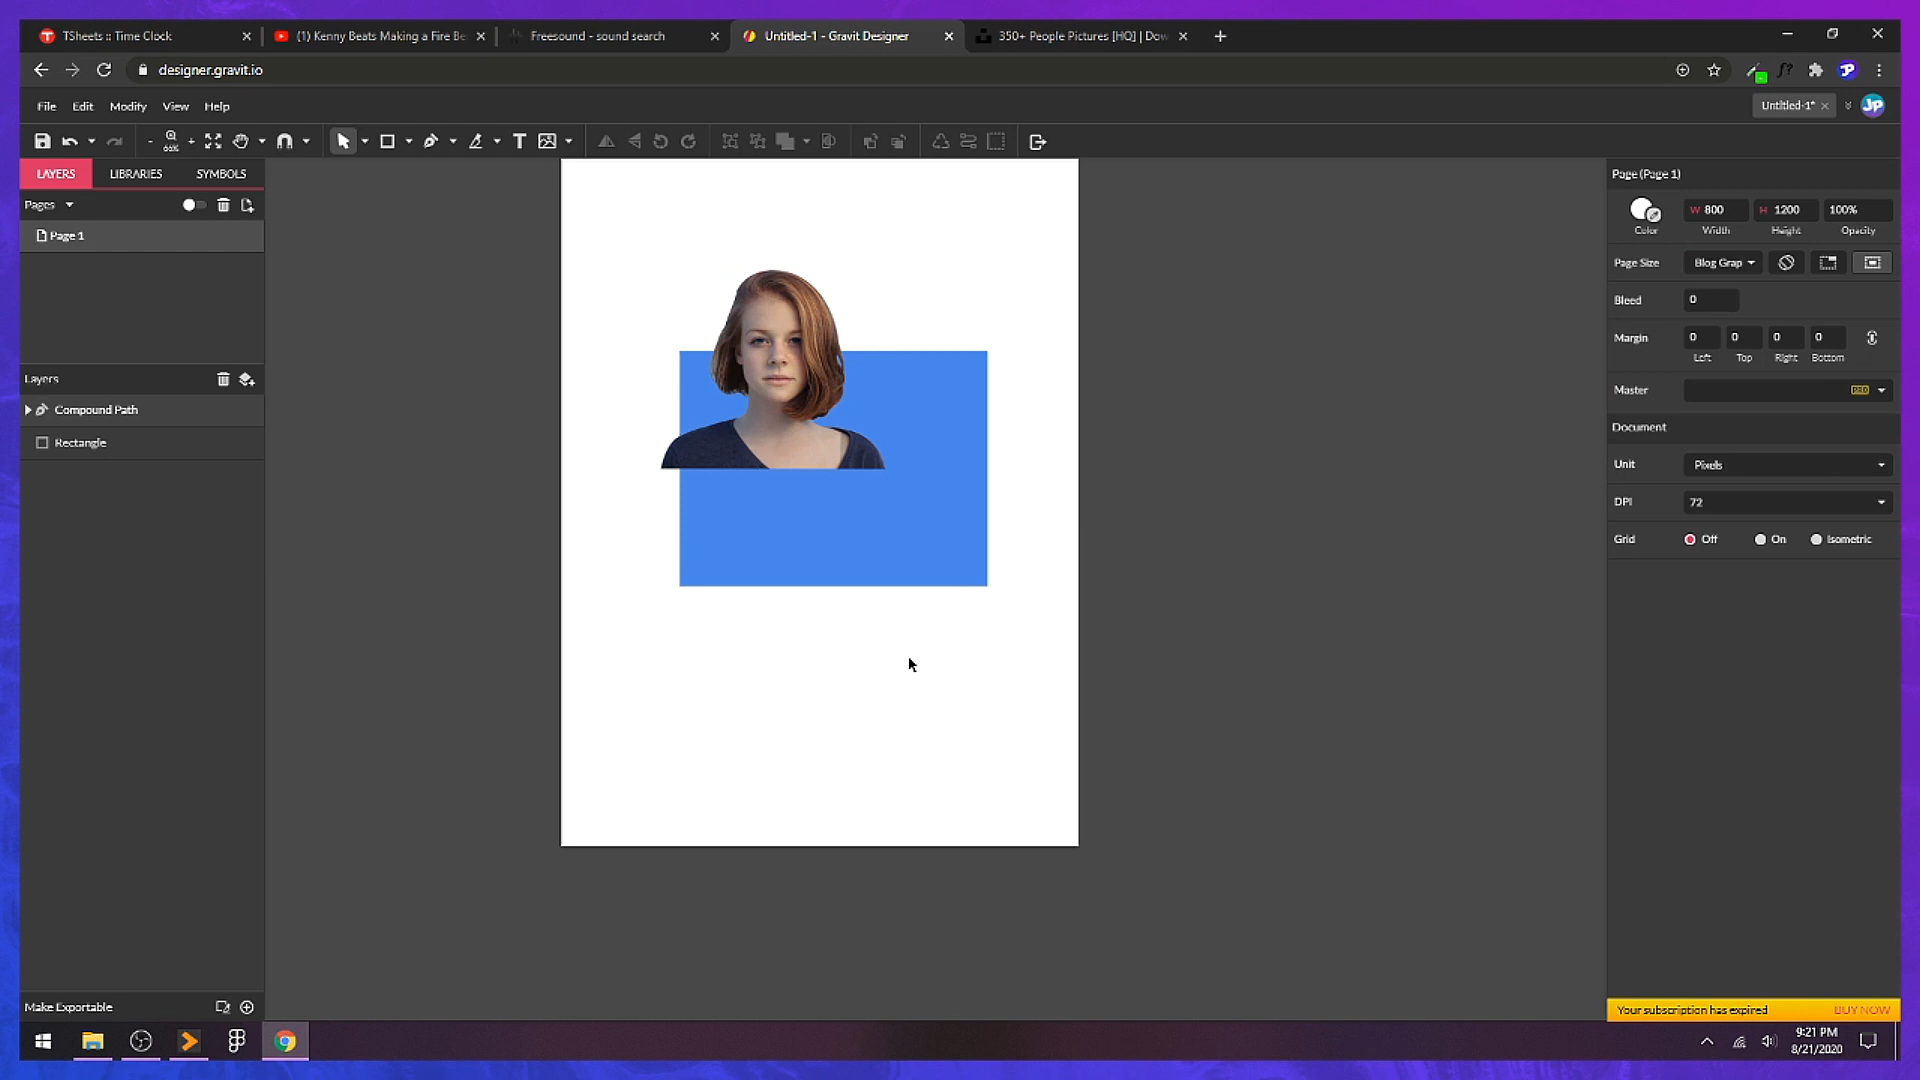 TSheets :: Time Clock
(1) Kenny Beats Making a Fire Be
Freesound - sound search
Untitled-1 - Gravit Designer
350+ People Pictures [HQ] | Dow
designer.gravit.io
File Edit Modify View Help
Untitled-1*
JP
66%
LAYERS LIBRARIES SYMBOLS
Pages
Page 1
Layers
Compound Path
Rectangle
Make Exportable
Page (Page 1)
W 800 H 1200 100%
Color Width Height Opacity
Page Size Blog Grap
Bleed 0
Margin 0 0 0 0
Left Top Right Bottom
Master PRO
Document
Unit Pixels
DPI 72
Grid Off On Isometric
Your subscription has expired BUY NOW
9:21 PM
8/21/2020